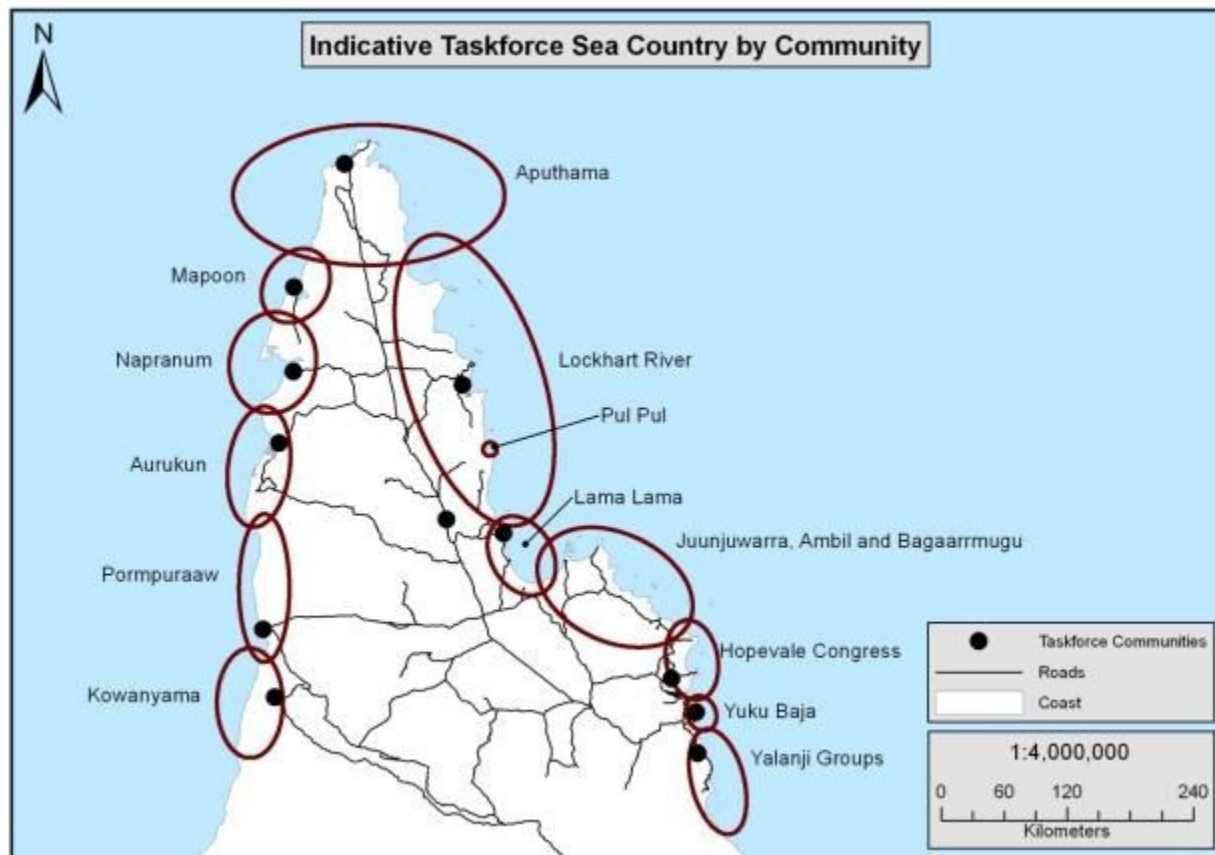 N
Indicative Taskforce Sea Country by Community
Aputhama
Mapoon
Napranum
Lockhart River
Pul Pul
Aurukun
Lama Lama
Juunjuwarra, Ambil and Bagaarrmugu
Pormpuraaw
Hopevale Congress
Kowanyama
Yuku Baja
Yalanji Groups
Taskforce Communities
Roads
Coast
1:4,000,000
0 60 120 240
Kilometers